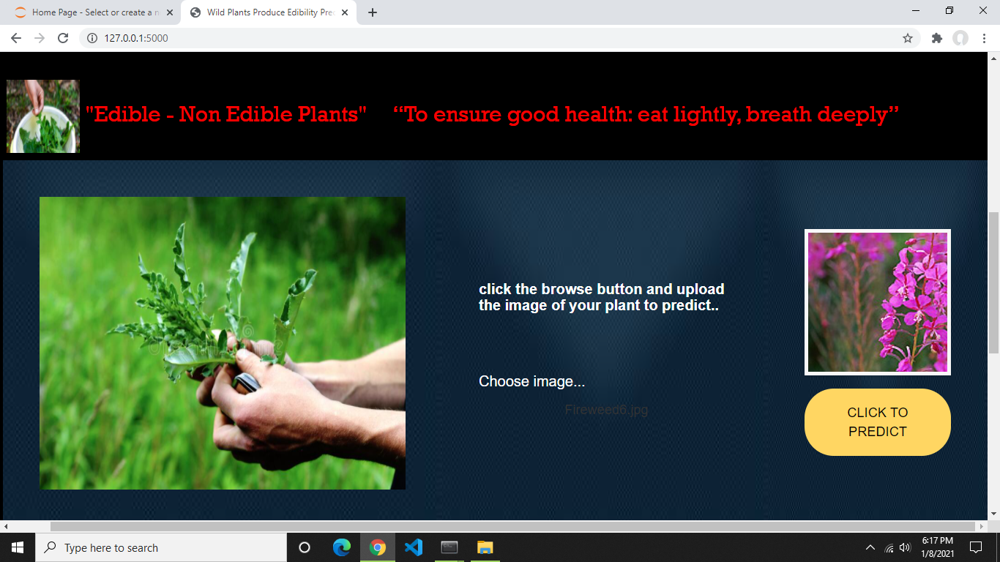 Home Page - Select or create a n
Wild Plants Produce Edibility Pred
127.0.0.1:5000
"Edible - Non Edible Plants" “To ensure good health: eat lightly, breath deeply”
click the browse button and upload
the image of your plant to predict..
Choose image...
Fireweed6.jpg
CLICK TO
PREDICT
Type here to search
6:17 PM
1/8/2021